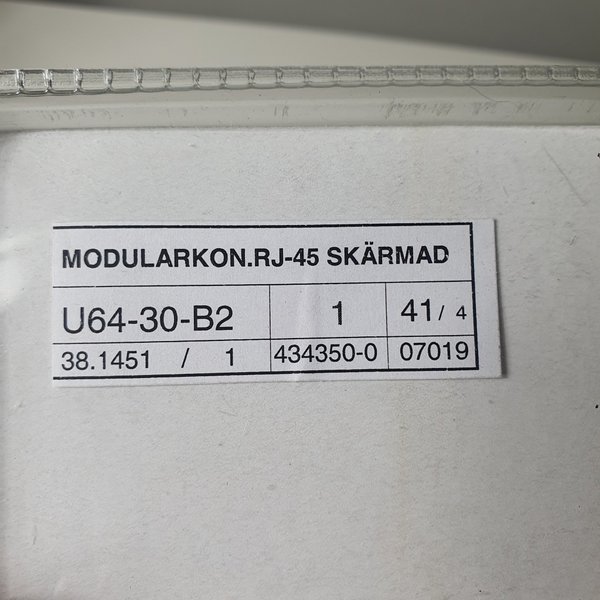 MODULARKON.RJ-45 SKÄRMAD
U64-30-B2 1 41 / 4
38.1451 / 1 434350-0 07019